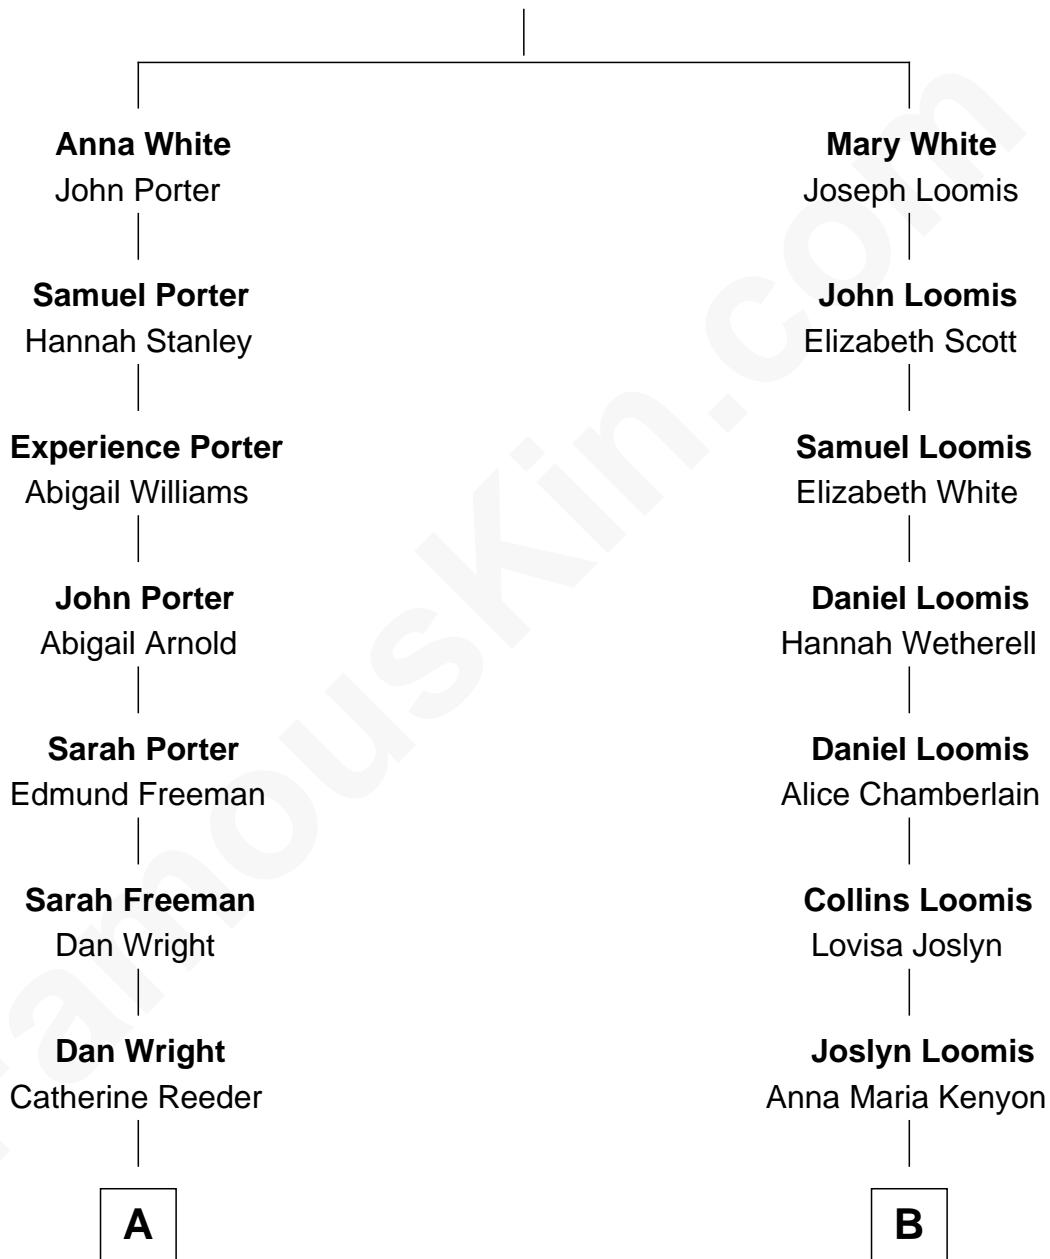 Anna White
John Porter
Samuel Porter
Hannah Stanley
Experience Porter
Abigail Williams
John Porter
Abigail Arnold
Sarah Porter
Edmund Freeman
Sarah Freeman
Dan Wright
Dan Wright
Catherine Reeder
A
Mary White
Joseph Loomis
John Loomis
Elizabeth Scott
Samuel Loomis
Elizabeth White
Daniel Loomis
Hannah Wetherell
Daniel Loomis
Alice Chamberlain
Collins Loomis
Lovisa Joslyn
Joslyn Loomis
Anna Maria Kenyon
B
FamousKin.com